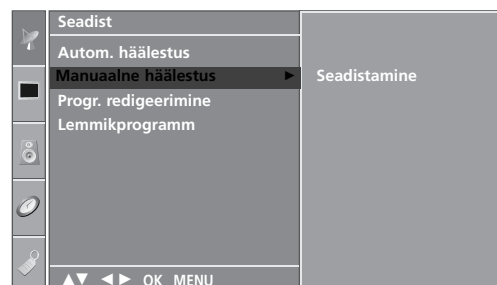 Seadist
Autom. häälestus
Manuaalne häälestus ► Seadistamine
Progr. redigeerimine
Lemmikprogramm
▲▼ ◄► OK MENU